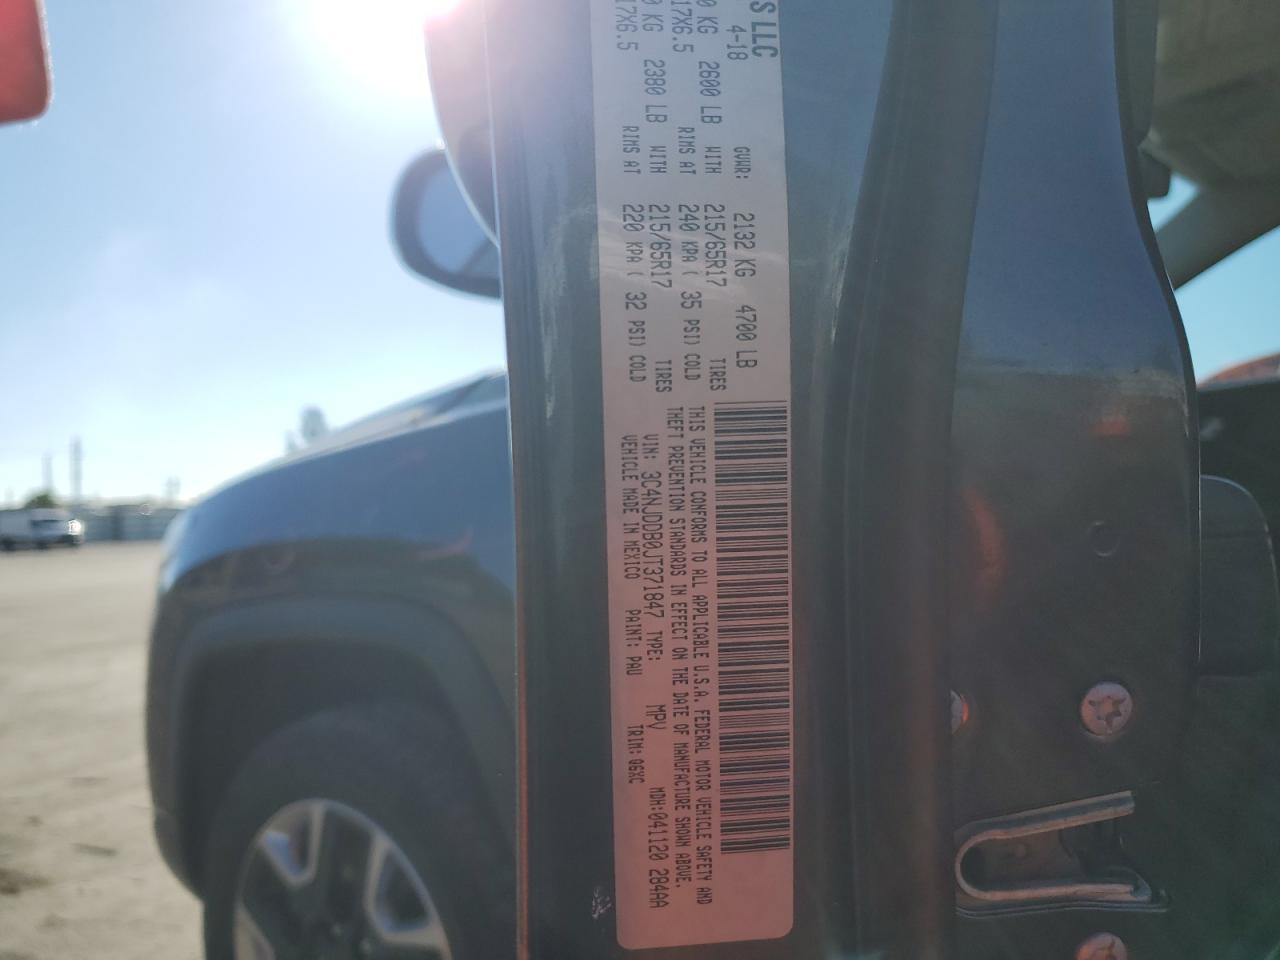 S LLC
4-18 GVWR: 2132 KG 4700 LB
0 KG 2600 LB WITH 215/65R17 TIRES
17X6.5 RIMS AT 240 KPA ( 35 PSI) COLD
0 KG 2380 LB WITH 215/65R17 TIRES
17X6.5 RIMS AT 220 KPA ( 32 PSI) COLD
THIS VEHICLE CONFORMS TO ALL APPLICABLE U.S.A. FEDERAL MOTOR VEHICLE SAFETY AND
THEFT PREVENTION STANDARDS IN EFFECT ON THE DATE OF MANUFACTURE SHOWN ABOVE.
VIN: 3C4NJDDB0JT371847 TYPE: MPV MDH:041120 284AA
VEHICLE MADE IN MEXICO PAINT: PAU TRIM: Q6XC